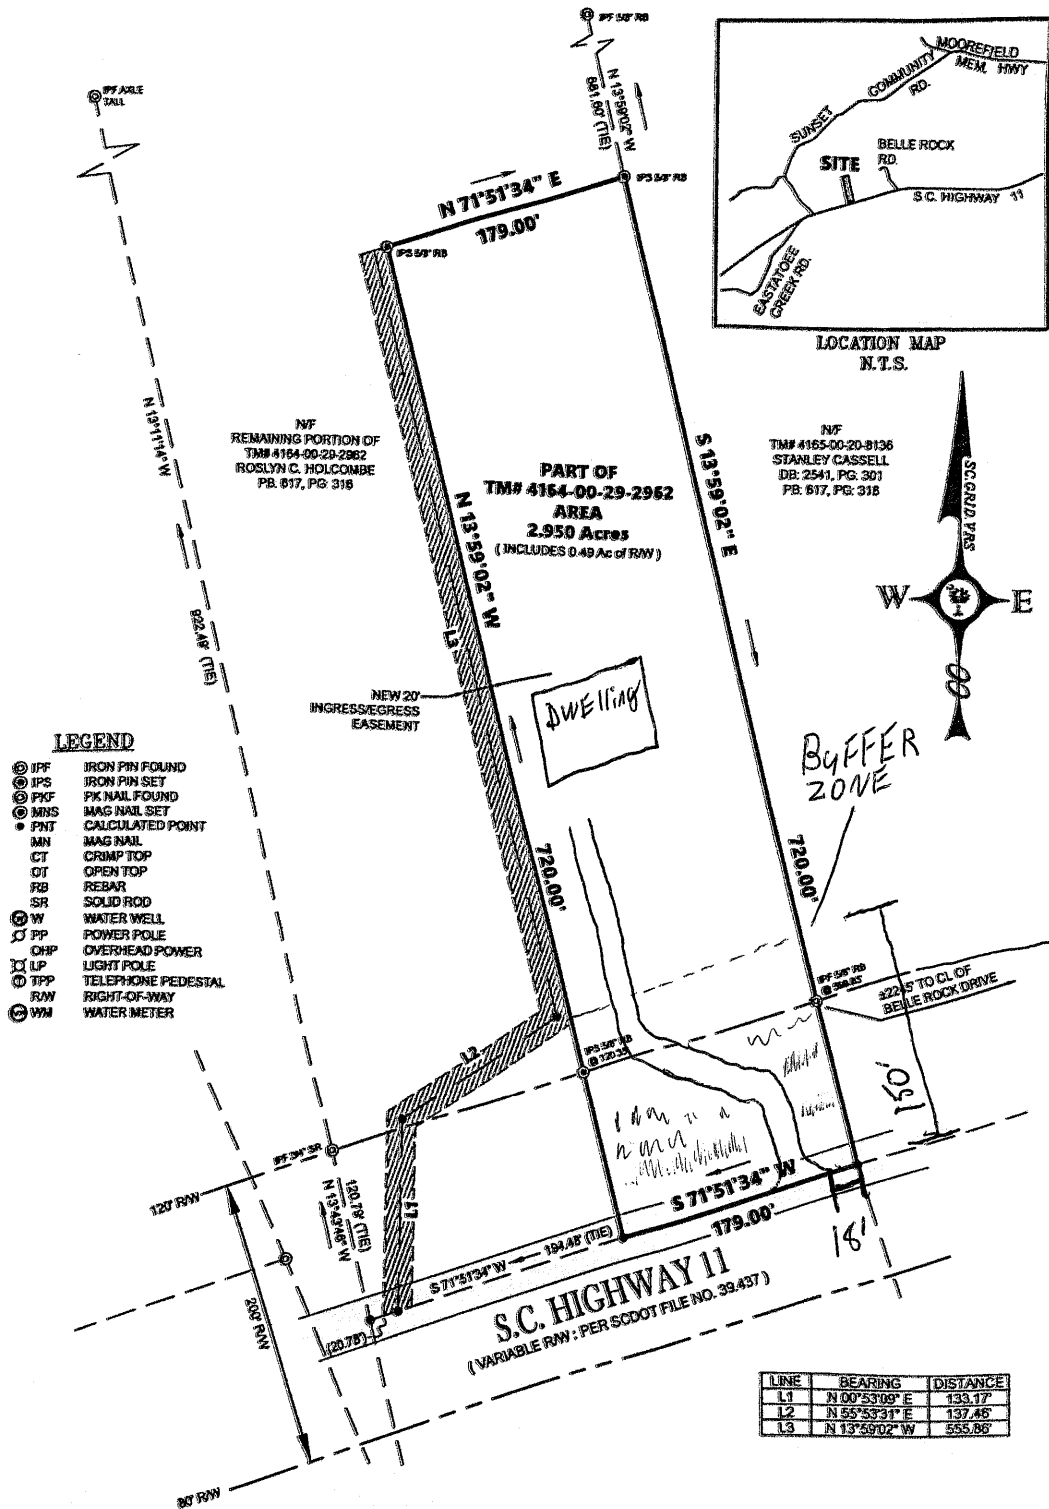 IPF 5/8" RB
IPF AXLE
TALL
N 13°59'02" W
661.60' (TIE)
MOOREFIELD
MEM. HWY
COMMUNITY
RD.
SUNSET
BELLE ROCK
RD.
SITE
S.C. HIGHWAY 11
EASTATOEE
CREEK RD.
LOCATION MAP
N.T.S.
N 71°51'34" E
179.00'
IPS 5/8" RB
IPS 5/8" RB
N 13°11'14" W
922.49' (TIE)
N/F
REMAINING PORTION OF
TM# 4164-00-29-2962
ROSLYN C. HOLCOMBE
PB: 617, PG: 318
PART OF
TM# 4164-00-29-2962
AREA
2.950 Acres
( INCLUDES 0.49 Ac of R/W )
N/F
TM# 4165-00-20-8136
STANLEY CASSELL
DB: 2541, PG: 301
PB: 617, PG: 318
N 13°59'02" W
720.00'
S 13°59'02" E
720.00'
S.C. GRID VRS
W
E
L3
NEW 20'
INGRESS/EGRESS
EASEMENT
DWElling
BuFFER
ZONE
LEGEND
IPF IRON PIN FOUND
IPS IRON PIN SET
PKF PK NAIL FOUND
MNS MAG NAIL SET
PNT CALCULATED POINT
MN MAG NAIL
CT CRIMP TOP
OT OPEN TOP
RB REBAR
SR SOLID ROD
W WATER WELL
PP POWER POLE
OHP OVERHEAD POWER
LP LIGHT POLE
TPP TELEPHONE PEDESTAL
R/W RIGHT-OF-WAY
WM WATER METER
IPF 5/8" RB
±2245' TO CL OF
BELLE ROCK DRIVE
150'
L2
IPS 5/8" RB
@ 120.35
IPF 3/4" SR
120' R/W
120.79' (TIE)
N 13°43'46" W
L1
S 71°51'34" W
179.00'
18'
S 71°51'34" W
194.48' (TIE)
(20.78')
200' R/W
S.C. HIGHWAY 11
( VARIABLE R/W : PER SCDOT FILE NO. 39.437 )
80' R/W
LINE BEARING DISTANCE
L1 N 00°53'09" E 133.17'
L2 N 55°53'31" E 137.46'
L3 N 13°59'02" W 555.86'